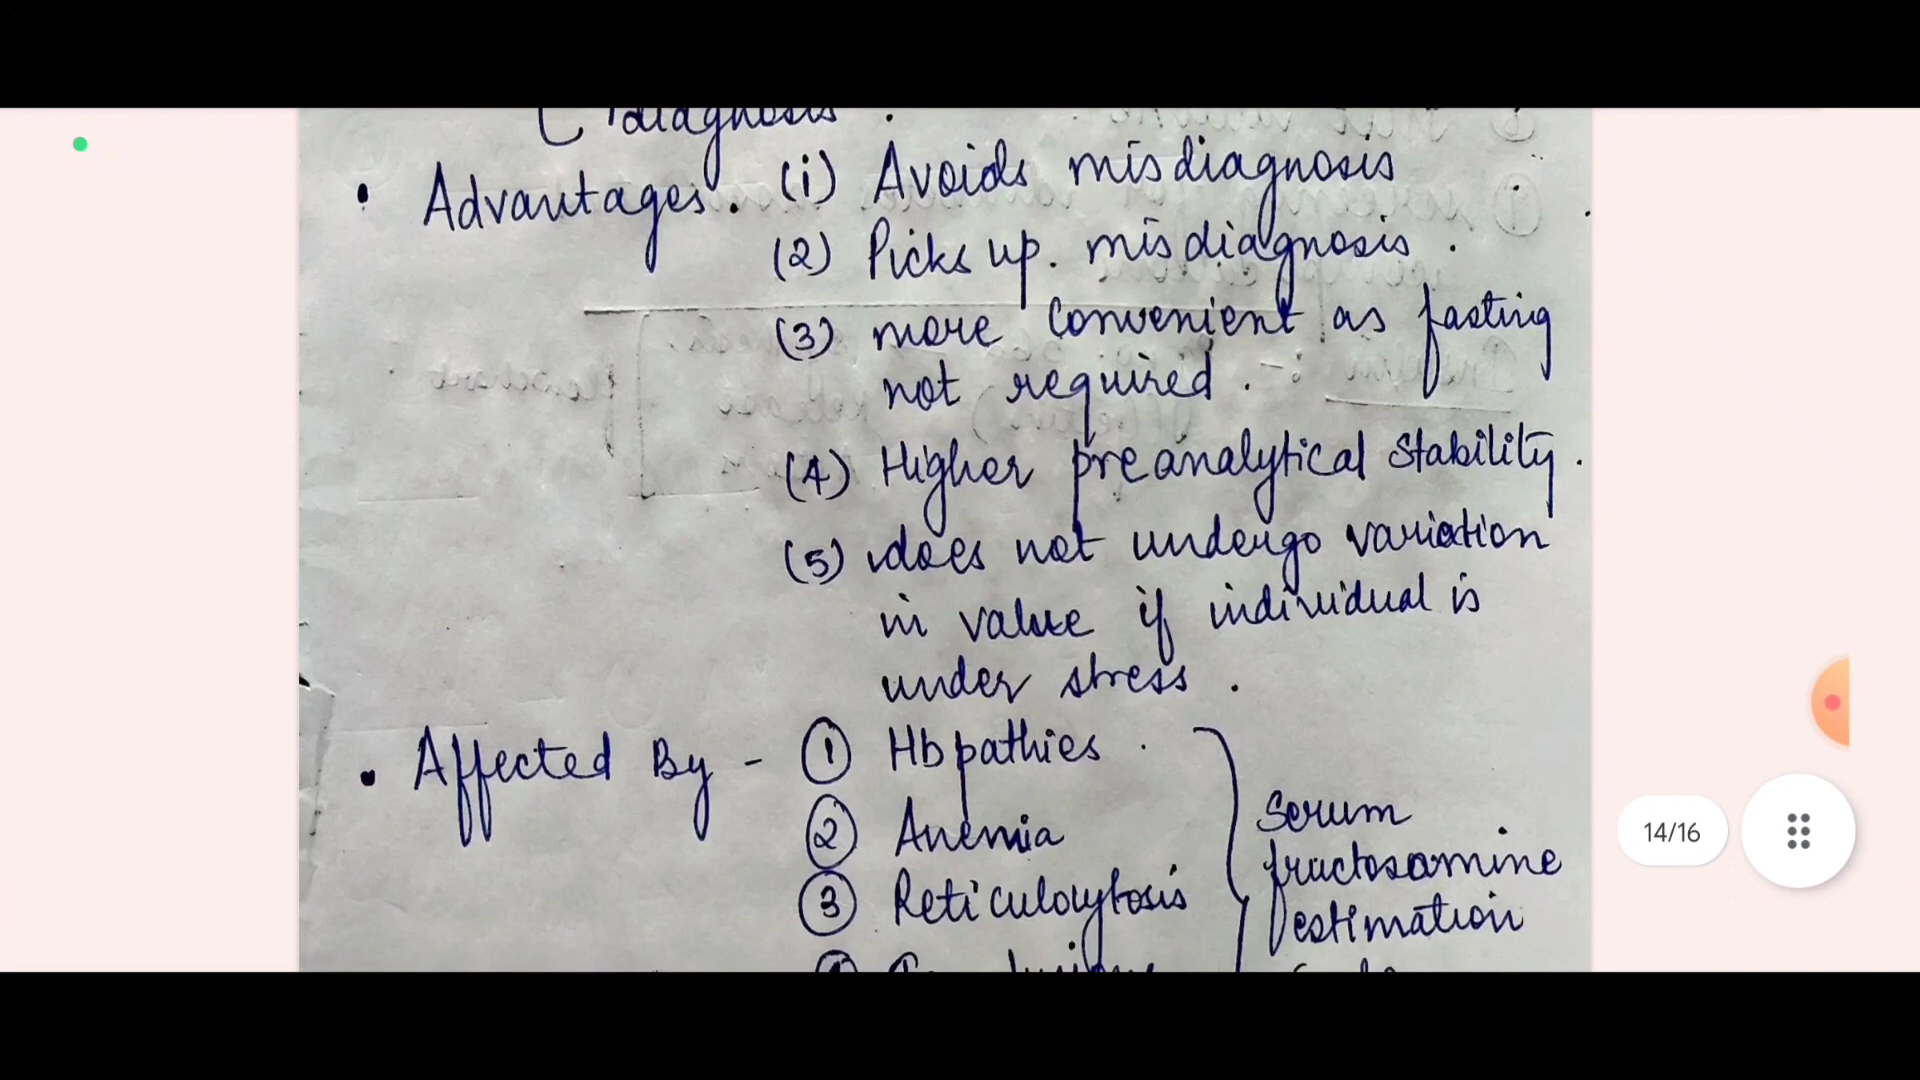 diagnosis.
• Advantages. (i) Avoids misdiagnosis
(2) Picks up. misdiagnosis.
(3) more convenient as fasting
not required.
(4) Higher preanalytical stability.
(5) does not undergo variation
in value if individual is
under stress.
• Affected By - ① Hbpathies.
② Anemia
③ Reticulocytosis
Serum
fructosamine
estimation
14/16